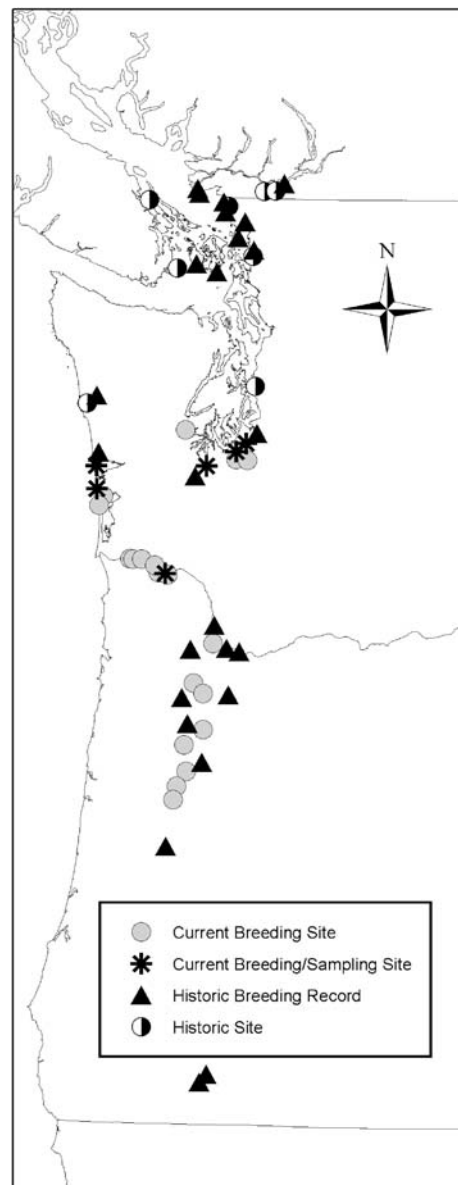 N
Current Breeding Site
Current Breeding/Sampling Site
Historic Breeding Record
Historic Site